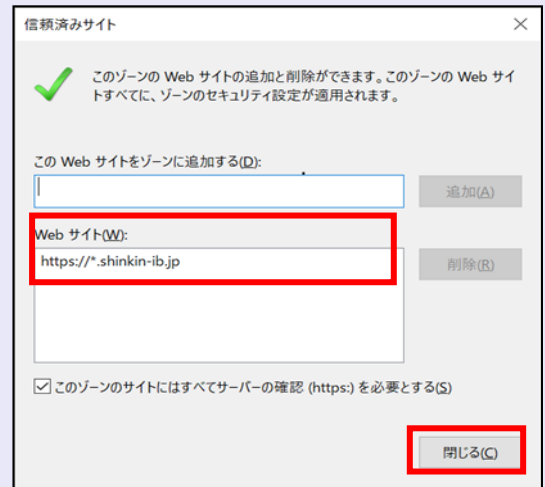 信頼済みサイト
このゾーンの Web サイトの追加と削除ができます。このゾーンの Web サイ
トすべてに、ゾーンのセキュリティ設定が適用されます。
この Web サイトをゾーンに追加する(D):
追加(A)
Web サイト(W):
https://*.shinkin-ib.jp
削除(R)
このゾーンのサイトにはすべてサーバーの確認 (https:) を必要とする(S)
閉じる(C)